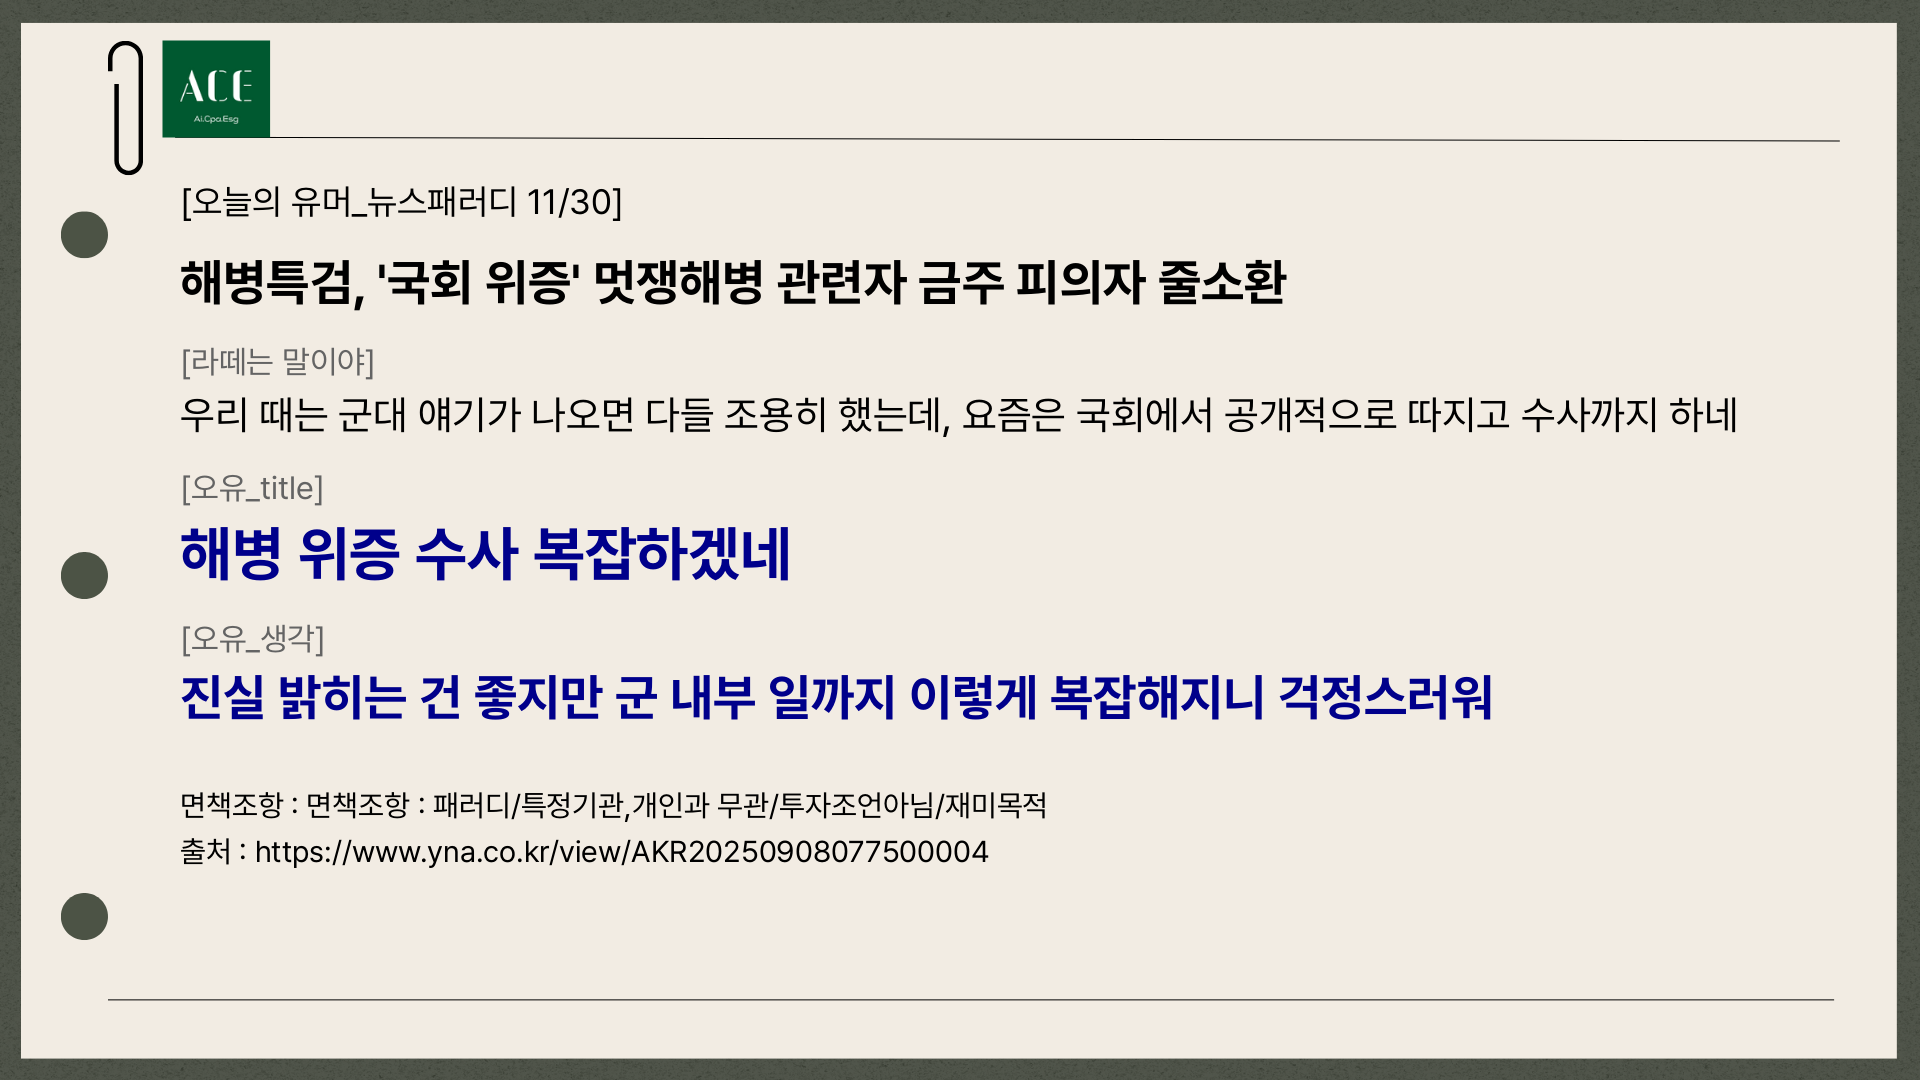 ACE
Ai.Cpa.Esg
[오늘의 유머_뉴스패러디 11/30]
해병특검, '국회 위증' 멋쟁해병 관련자 금주 피의자 줄소환
[라떼는 말이야]
우리 때는 군대 얘기가 나오면 다들 조용히 했는데, 요즘은 국회에서 공개적으로 따지고 수사까지 하네
[오유_title]
해병 위증 수사 복잡하겠네
[오유_생각]
진실 밝히는 건 좋지만 군 내부 일까지 이렇게 복잡해지니 걱정스러워
면책조항 : 면책조항 : 패러디/특정기관,개인과 무관/투자조언아님/재미목적
출처 : https://www.yna.co.kr/view/AKR20250908077500004